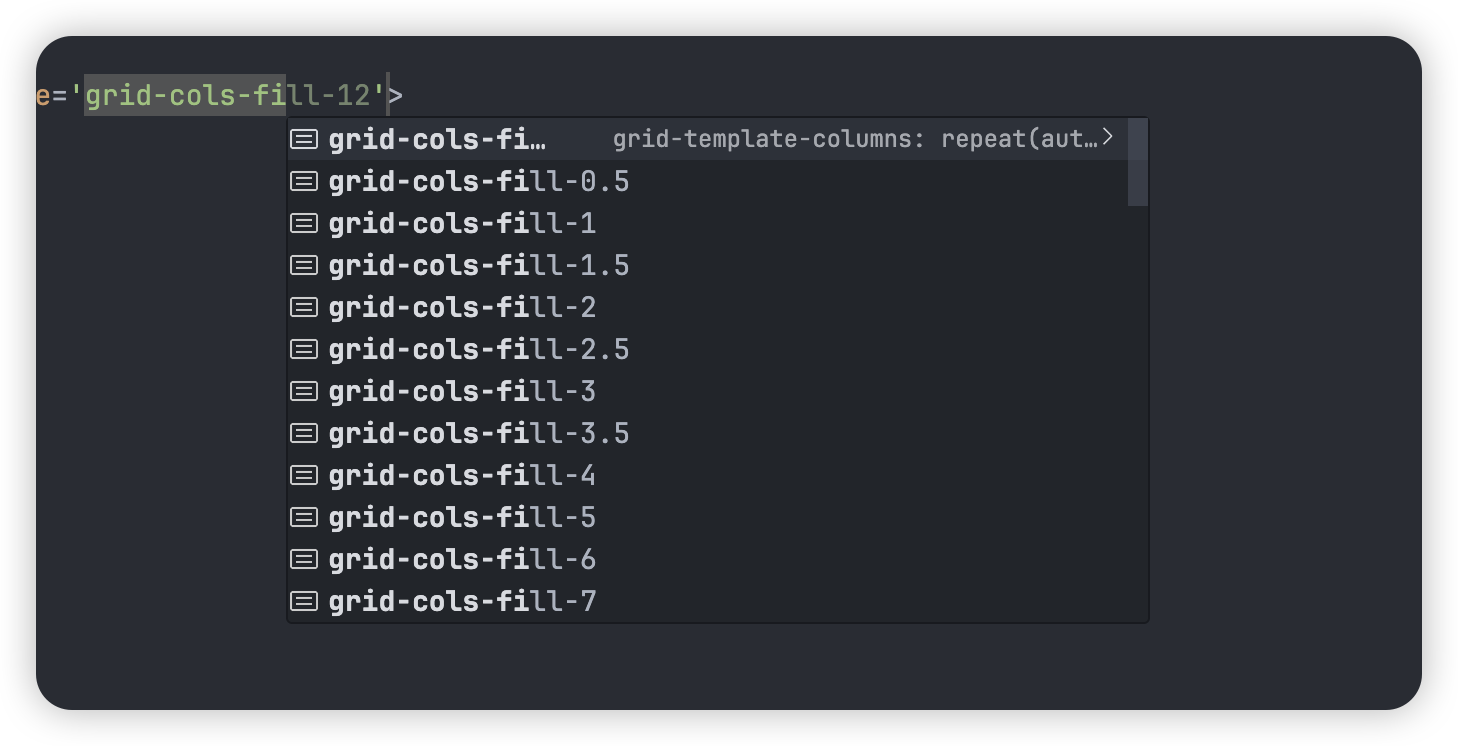 e='grid-cols-fill-12'>
grid-cols-fi… grid-template-columns: repeat(aut…>
grid-cols-fill-0.5
grid-cols-fill-1
grid-cols-fill-1.5
grid-cols-fill-2
grid-cols-fill-2.5
grid-cols-fill-3
grid-cols-fill-3.5
grid-cols-fill-4
grid-cols-fill-5
grid-cols-fill-6
grid-cols-fill-7